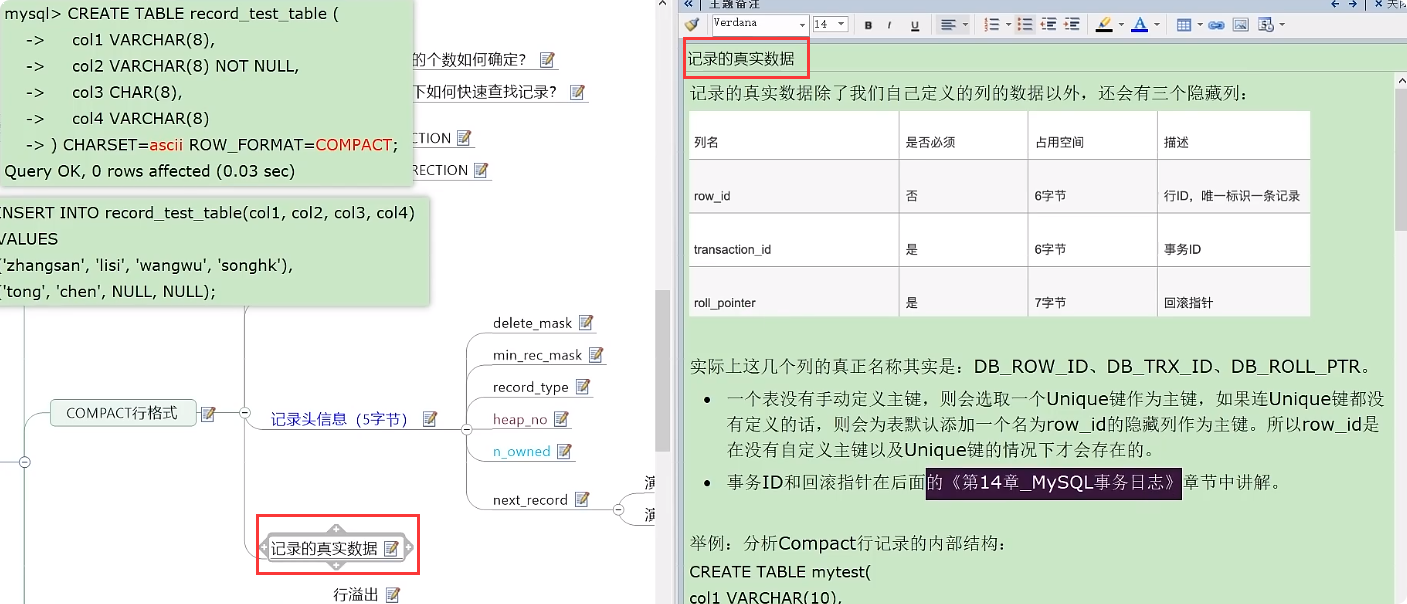 mysql> CREATE TABLE record_test_table (
-> col1 VARCHAR(8),
-> col2 VARCHAR(8) NOT NULL,
-> col3 CHAR(8),
-> col4 VARCHAR(8)
-> ) CHARSET=ascii ROW_FORMAT=COMPACT;
Query OK, 0 rows affected (0.03 sec)
INSERT INTO record_test_table(col1, col2, col3, col4)
VALUES
('zhangsan', 'lisi', 'wangwu', 'songhk'),
('tong', 'chen', NULL, NULL);
的个数如何确定？
下如何快速查找记录？
CTION
RECTION
COMPACT行格式
记录头信息（5字节）
delete_mask
min_rec_mask
record_type
heap_no
n_owned
next_record
演
演
记录的真实数据
行溢出
主题备注
关闭
Verdana
14
B I U
记录的真实数据
记录的真实数据除了我们自己定义的列的数据以外，还会有三个隐藏列：
列名 是否必须 占用空间 描述
row_id 否 6字节 行ID，唯一标识一条记录
transaction_id 是 6字节 事务ID
roll_pointer 是 7字节 回滚指针
实际上这几个列的真正名称其实是：DB_ROW_ID、DB_TRX_ID、DB_ROLL_PTR。
• 一个表没有手动定义主键，则会选取一个Unique键作为主键，如果连Unique键都没
有定义的话，则会为表默认添加一个名为row_id的隐藏列作为主键。所以row_id是
在没有自定义主键以及Unique键的情况下才会存在的。
• 事务ID和回滚指针在后面的《第14章_MySQL事务日志》章节中讲解。
举例：分析Compact行记录的内部结构：
CREATE TABLE mytest(
col1 VARCHAR(10),